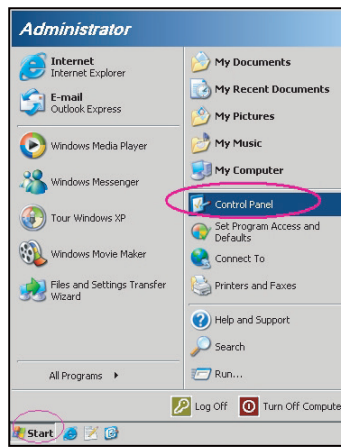 Administrator
Internet
Internet Explorer
E-mail
Outlook Express
Windows Media Player
Windows Messenger
Tour Windows XP
Windows Movie Maker
Files and Settings Transfer
Wizard
All Programs
My Documents
My Recent Documents
My Pictures
My Music
My Computer
Control Panel
Set Program Access and
Defaults
Connect To
Printers and Faxes
Help and Support
Search
Run...
Log Off
Turn Off Compute
Start